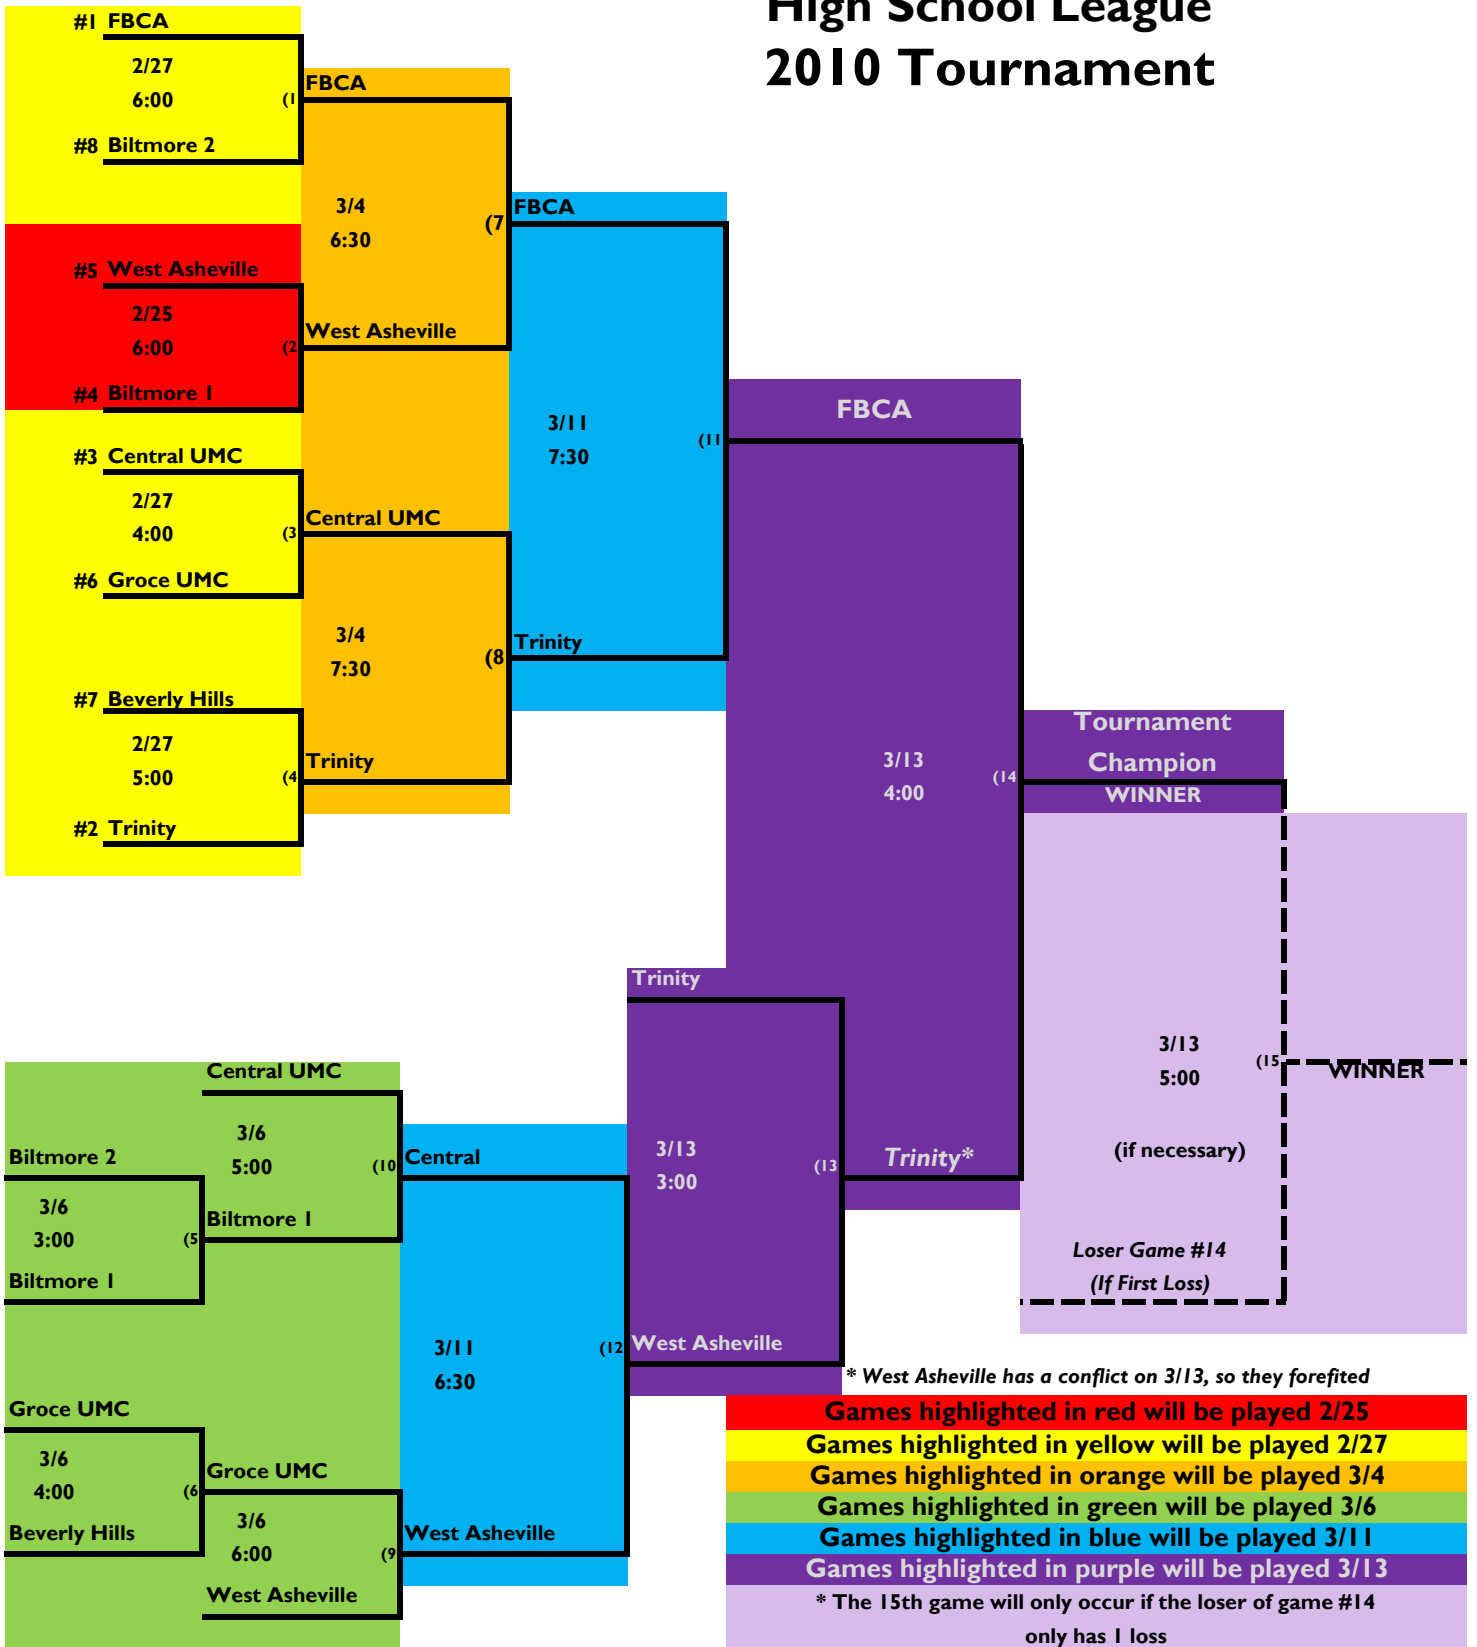 High School League
2010 Tournament
#1 FBCA
2/27
6:00
(1
#8 Biltmore 2
FBCA
3/4
6:30
(7
FBCA
#5 West Asheville
2/25
6:00
(2
#4 Biltmore 1
West Asheville
3/11
7:30
(11
FBCA
#3 Central UMC
2/27
4:00
(3
#6 Groce UMC
Central UMC
3/4
7:30
(8
Trinity
#7 Beverly Hills
2/27
5:00
(4
#2 Trinity
Trinity
3/13
4:00
(14
Tournament
Champion
WINNER
Trinity
3/13
3:00
(13
Trinity*
West Asheville
3/13
5:00
(15
WINNER
(if necessary)
Loser Game #14
(If First Loss)
Central UMC
3/6
5:00
(10
Central
Biltmore 2
3/6
3:00
(5
Biltmore 1
Biltmore 1
3/11
6:30
(12
Groce UMC
3/6
4:00
(6
Beverly Hills
Groce UMC
3/6
6:00
(9
West Asheville
West Asheville
* West Asheville has a conflict on 3/13, so they forefited
Games highlighted in red will be played 2/25
Games highlighted in yellow will be played 2/27
Games highlighted in orange will be played 3/4
Games highlighted in green will be played 3/6
Games highlighted in blue will be played 3/11
Games highlighted in purple will be played 3/13
* The 15th game will only occur if the loser of game #14
only has 1 loss